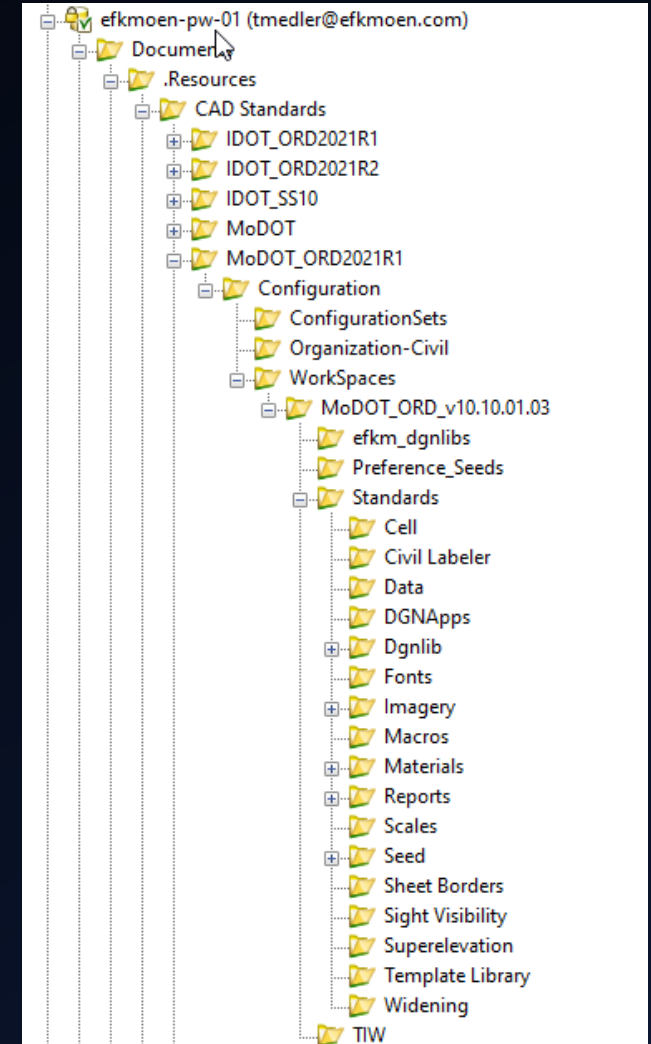 efkmoen-pw-01 (tmedler@efkmoen.com)
Documents
.Resources
CAD Standards
IDOT_ORD2021R1
IDOT_ORD2021R2
IDOT_SS10
MoDOT
MoDOT_ORD2021R1
Configuration
ConfigurationSets
Organization-Civil
WorkSpaces
MoDOT_ORD_v10.10.01.03
efkm_dgnlibs
Preference_Seeds
Standards
Cell
Civil Labeler
Data
DGNApps
Dgnlib
Fonts
Imagery
Macros
Materials
Reports
Scales
Seed
Sheet Borders
Sight Visibility
Superelevation
Template Library
Widening
TIW